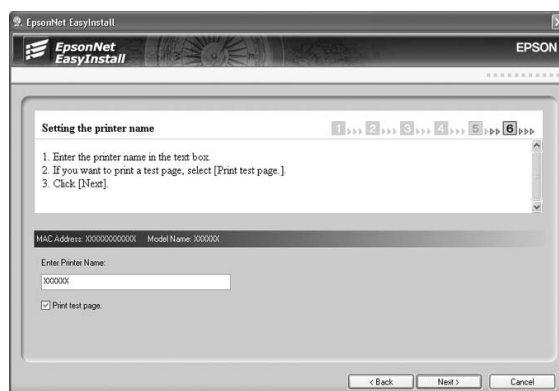 EpsonNet EasyInstall
EpsonNet
EasyInstall
EPSON
Setting the printer name
1 2 3 4 5 6
1. Enter the printer name in the text box.
2. If you want to print a test page, select [Print test page.].
3. Click [Next].
MAC Address: XXXXXXXXXXXX Model Name: XXXXXX
Enter Printer Name:
XXXXXX
Print test page.
< Back Next > Cancel